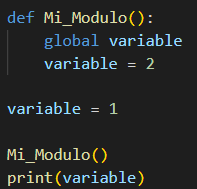 def Mi_Modulo():
    global variable
    variable = 2
variable = 1
Mi_Modulo()
print(variable)